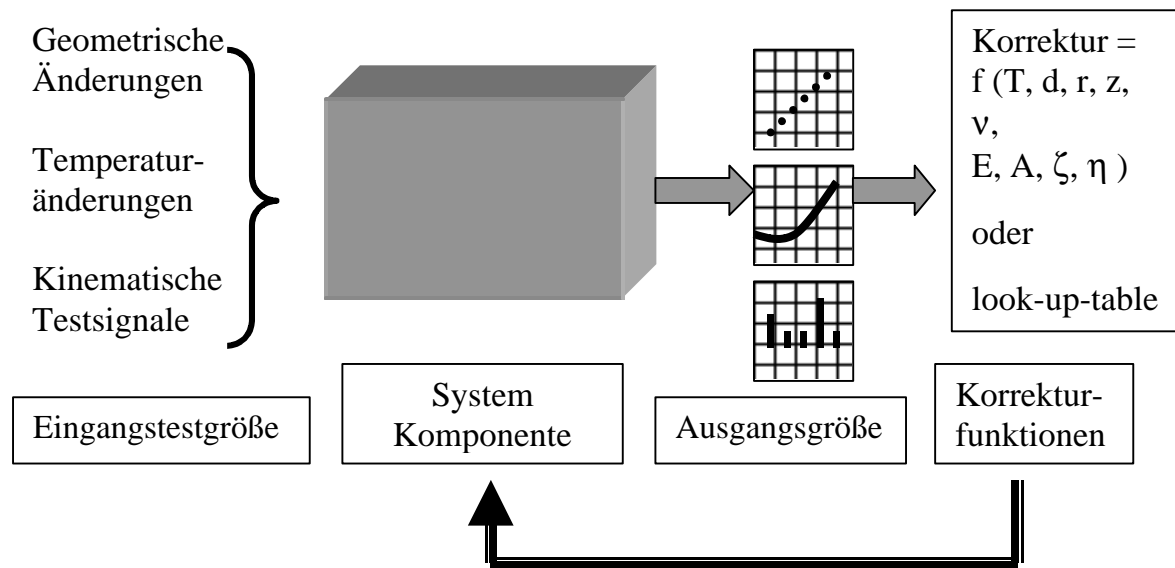 Geometrische
Änderungen
Temperatur-
änderungen
Kinematische
Testsignale
Korrektur =
f (T, d, r, z,
ν,
E, A, ζ, η )
oder
look-up-table
Eingangstestgröße
System
Komponente
Ausgangsgröße
Korrektur-
funktionen